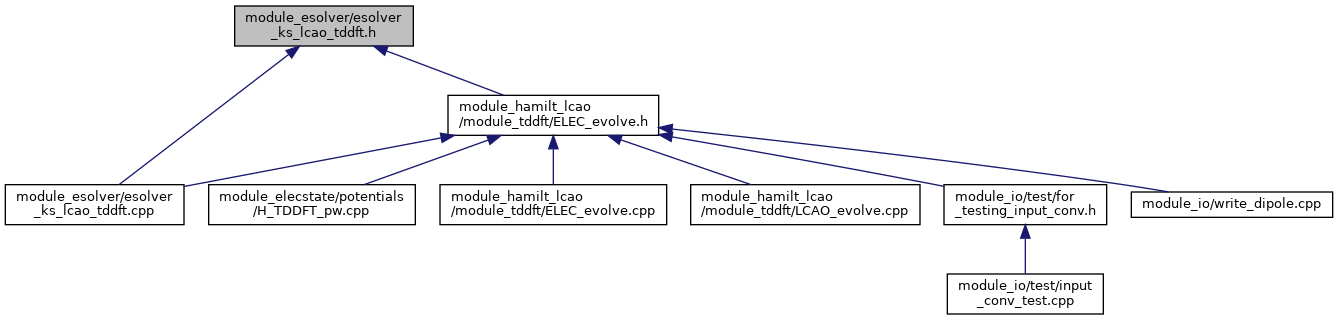 module_esolver/esolver
_ks_lcao_tddft.h
module_hamilt_lcao
/module_tddft/ELEC_evolve.h
module_esolver/esolver
_ks_lcao_tddft.cpp
module_elecstate/potentials
/H_TDDFT_pw.cpp
module_hamilt_lcao
/module_tddft/ELEC_evolve.cpp
module_hamilt_lcao
/module_tddft/LCAO_evolve.cpp
module_io/test/for
_testing_input_conv.h
module_io/write_dipole.cpp
module_io/test/input
_conv_test.cpp